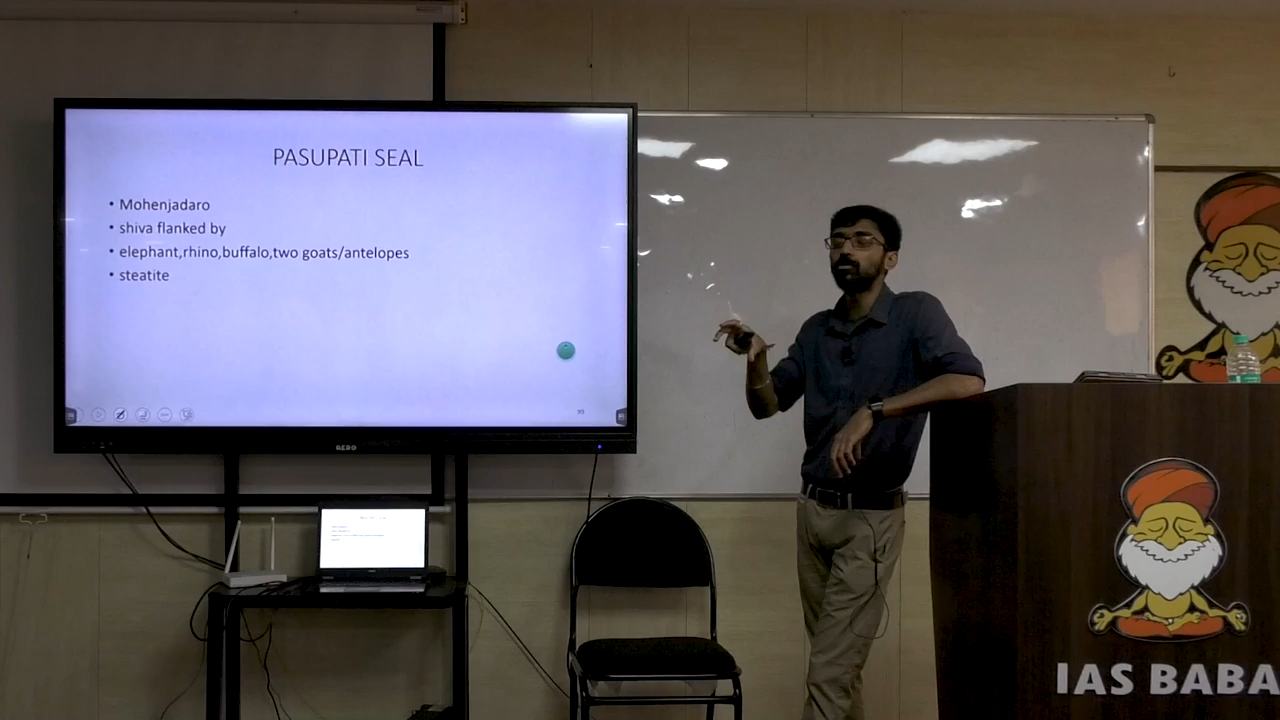 PASUPATI SEAL
• Mohenjadaro
• shiva flanked by
• elephant,rhino,buffalo,two goats/antelopes
• steatite
IAS BABA